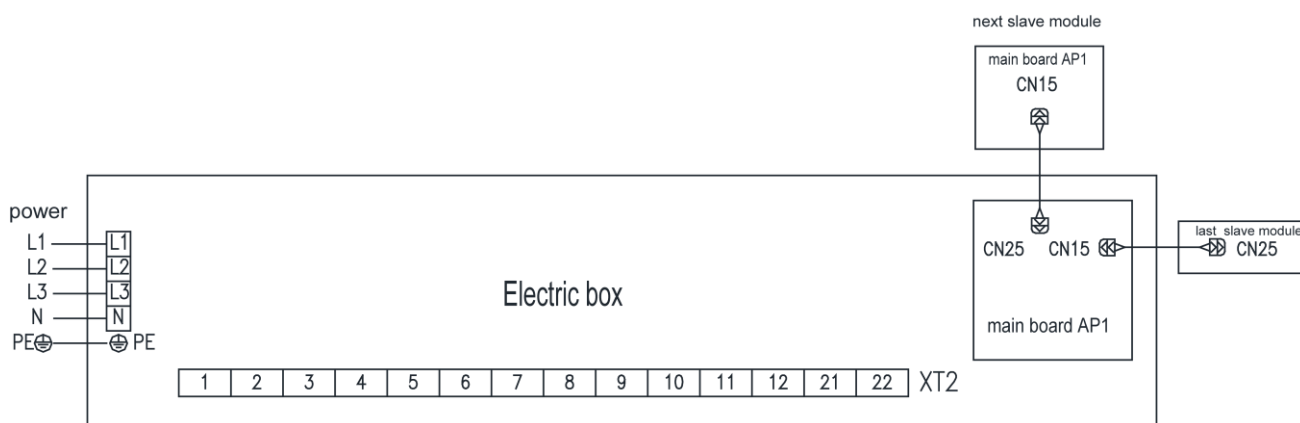 next slave module
main board AP1
CN15
power
L1 L1
L2 L2
L3 L3
N N
PE PE
last slave module
CN25 CN15 CN25
Electric box
main board AP1
1 2 3 4 5 6 7 8 9 10 11 12 21 22 XT2